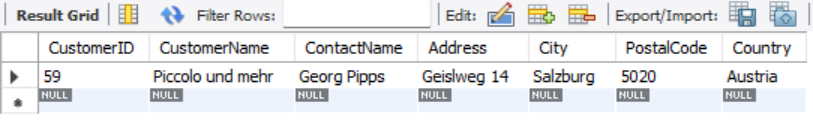 Result Grid Filter Rows: Edit: Export/Import:
CustomerID CustomerName ContactName Address City PostalCode Country
59 Piccolo und mehr Georg Pipps Geislweg 14 Salzburg 5020 Austria
NULL NULL NULL NULL NULL NULL NULL